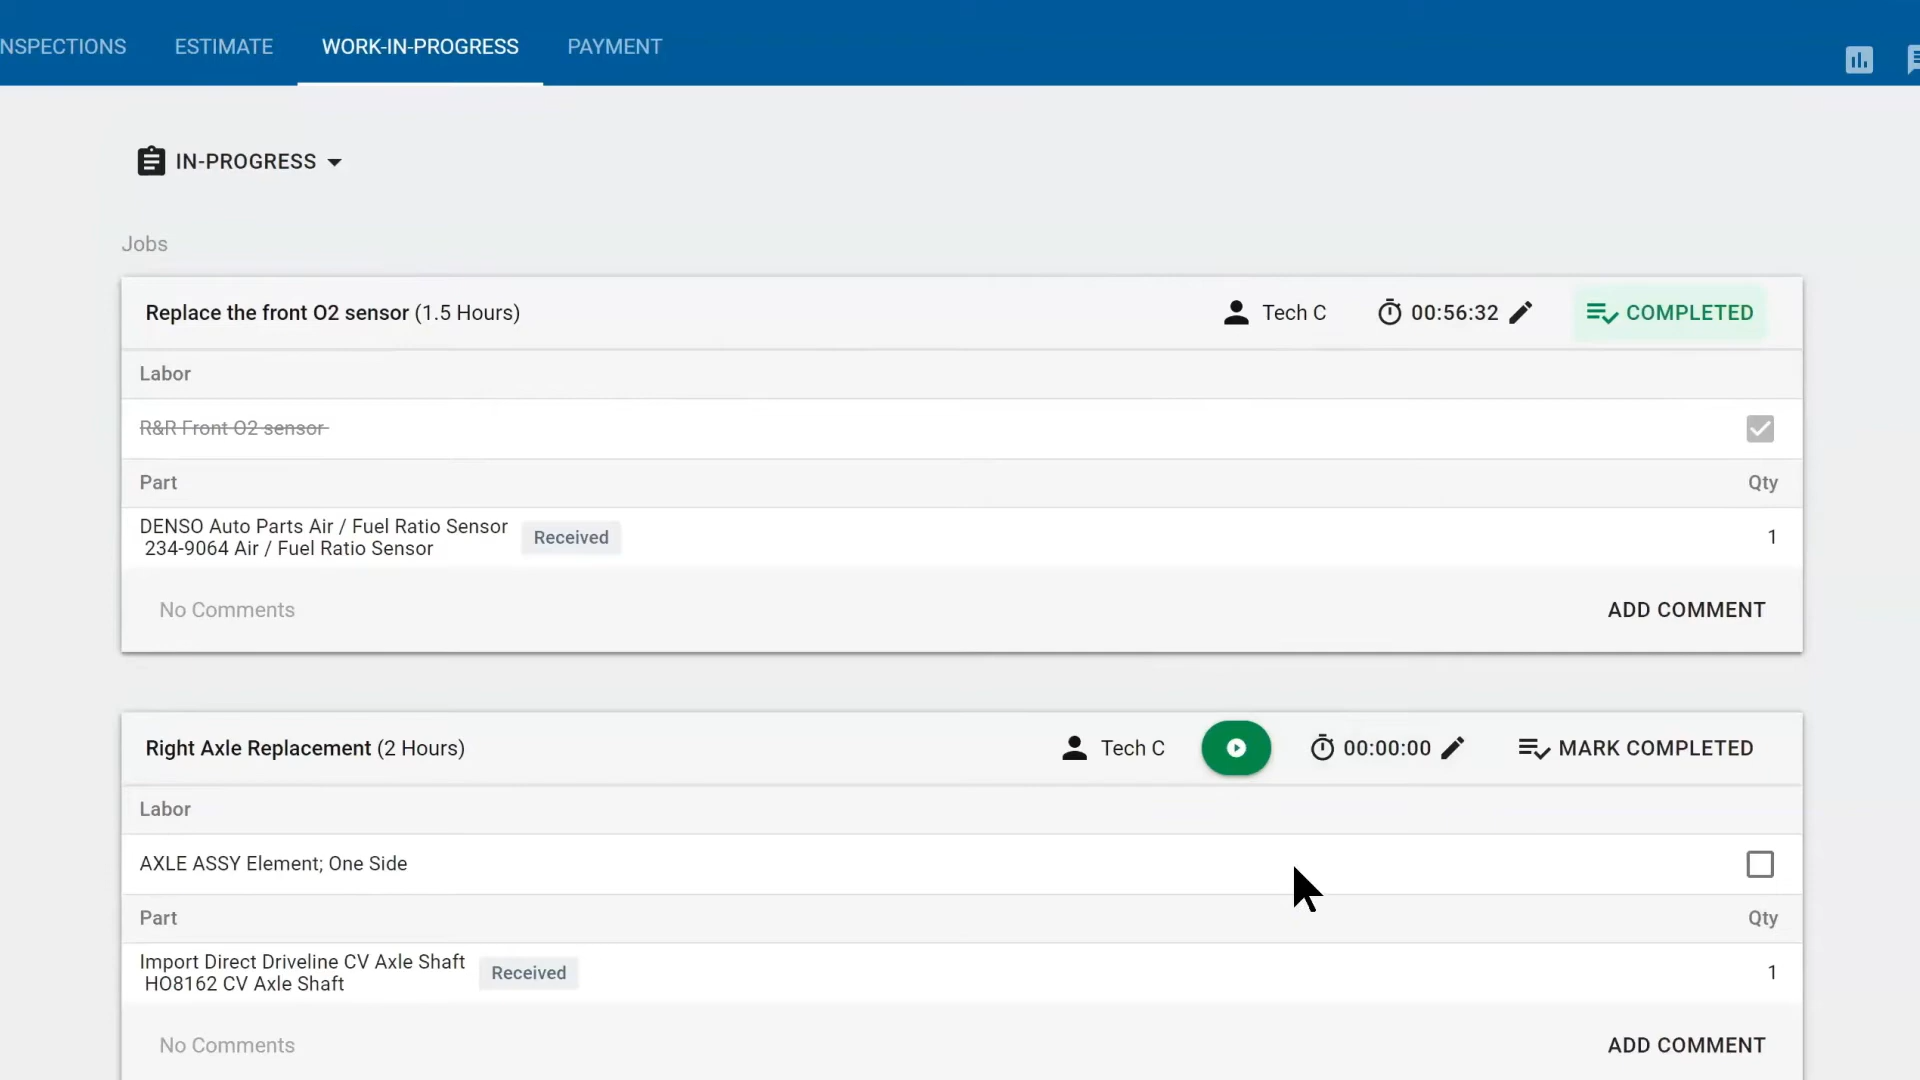 NSPECTIONS ESTIMATE WORK-IN-PROGRESS PAYMENT
IN-PROGRESS
Jobs
Replace the front O2 sensor (1.5 Hours) Tech C 00:56:32 COMPLETED
Labor
R&R Front O2 sensor
Part Qty
DENSO Auto Parts Air / Fuel Ratio Sensor
234-9064 Air / Fuel Ratio Sensor Received 1
No Comments ADD COMMENT
Right Axle Replacement (2 Hours) Tech C 00:00:00 MARK COMPLETED
Labor
AXLE ASSY Element; One Side
Part Qty
Import Direct Driveline CV Axle Shaft
HO8162 CV Axle Shaft Received 1
No Comments ADD COMMENT